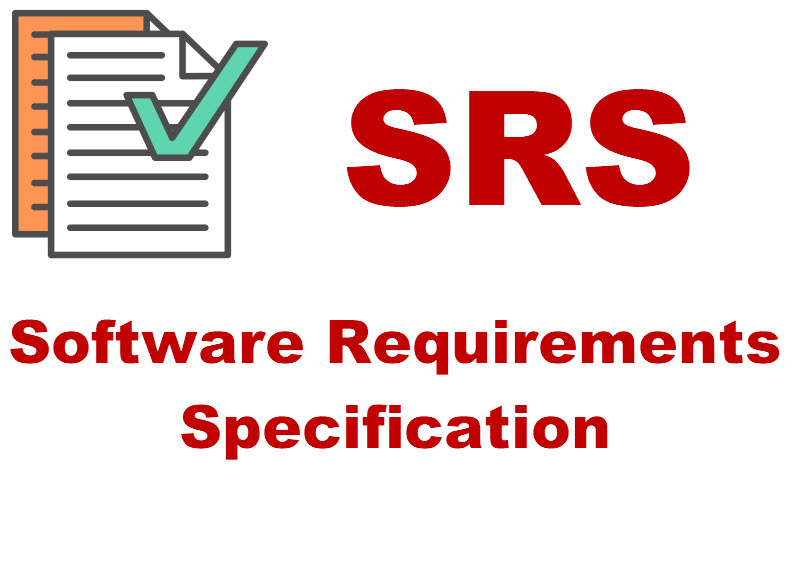 SRS
Software Requirements
Specification